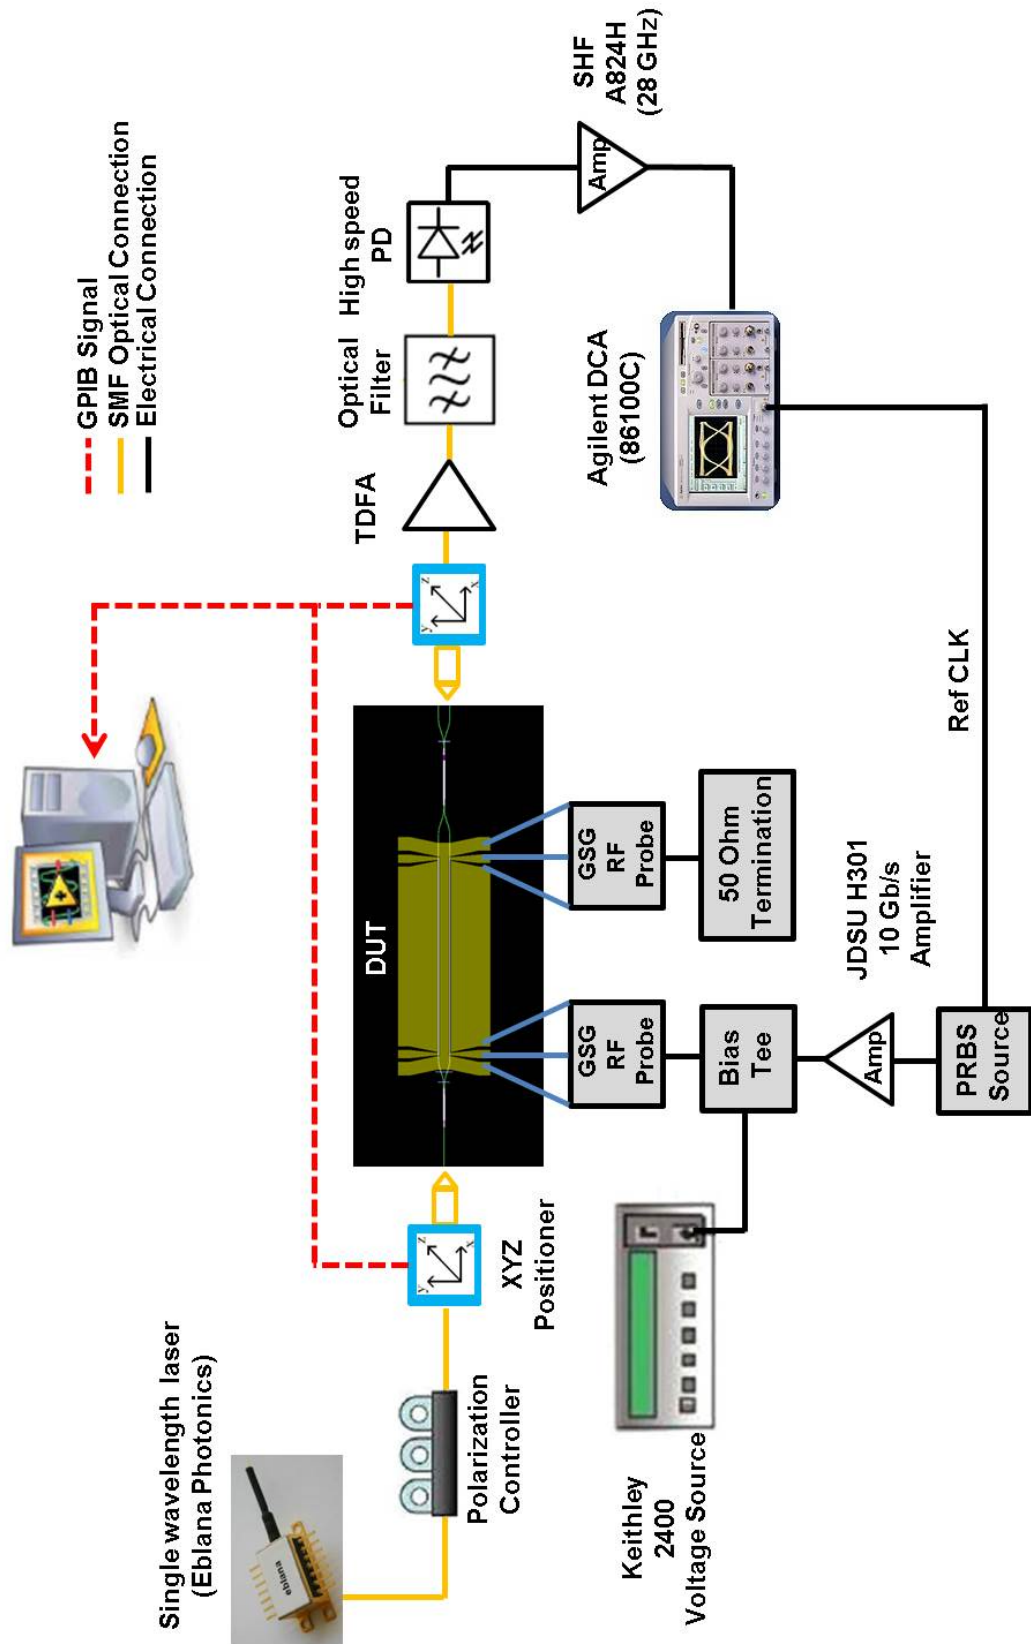 GPIB Signal
SMF Optical Connection
Electrical Connection
Single wavelength laser
(Eblana Photonics)
eblana
Polarization
Controller
y
z
x
XYZ
Positioner
DUT
y
z
x
TDFA
Optical
Filter
High speed
PD
Amp
SHF
A824H
(28 GHz)
Agilent DCA
(86100C)
Ref CLK
GSG
RF
Probe
GSG
RF
Probe
50 Ohm
Termination
Bias
Tee
Amp
JDSU H301
10 Gb/s
Amplifier
PRBS
Source
Keithley
2400
Voltage Source